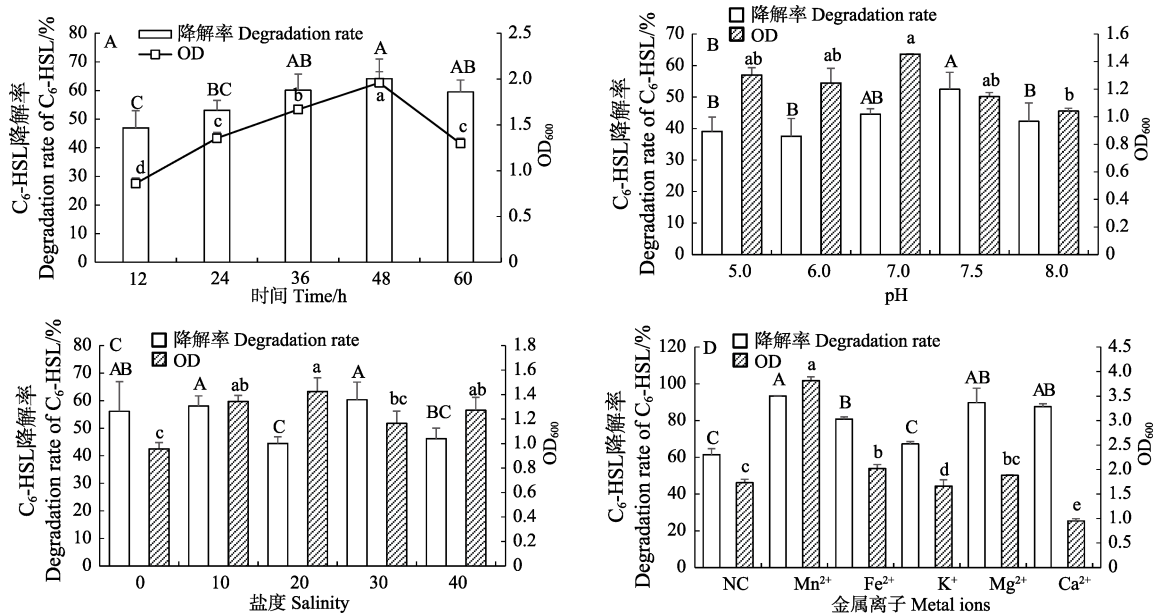 A
降解率 Degradation rate
OD
C₆-HSL降解率
Degradation rate of C₆-HSL/%
80
70
60
50
40
30
20
10
0
C BC AB A AB
d c b a c
2.5
2.0
1.5
1.0
0.5
0
OD₆₀₀
12 24 36 48 60
时间 Time/h
B
降解率 Degradation rate
OD
C₆-HSL降解率
Degradation rate of C₆-HSL/%
70
60
50
40
30
20
10
0
B ab B ab AB a A ab B b
1.6
1.4
1.2
1.0
0.8
0.6
0.4
0.2
0
OD₆₀₀
5.0 6.0 7.0 7.5 8.0
pH
C
降解率 Degradation rate
OD
C₆-HSL降解率
Degradation rate of C₆-HSL/%
80
70
60
50
40
30
20
10
0
AB c A ab C a A bc BC ab
1.8
1.6
1.4
1.2
1.0
0.8
0.6
0.4
0.2
0
OD₆₀₀
0 10 20 30 40
盐度 Salinity
D
降解率 Degradation rate
OD
C₆-HSL降解率
Degradation rate of C₆-HSL/%
120
100
80
60
40
20
0
C c A a B b C d AB bc AB e
4.5
4.0
3.5
3.0
2.5
2.0
1.5
1.0
0.5
0
OD₆₀₀
NC Mn²⁺ Fe²⁺ K⁺ Mg²⁺ Ca²⁺
金属离子 Metal ions